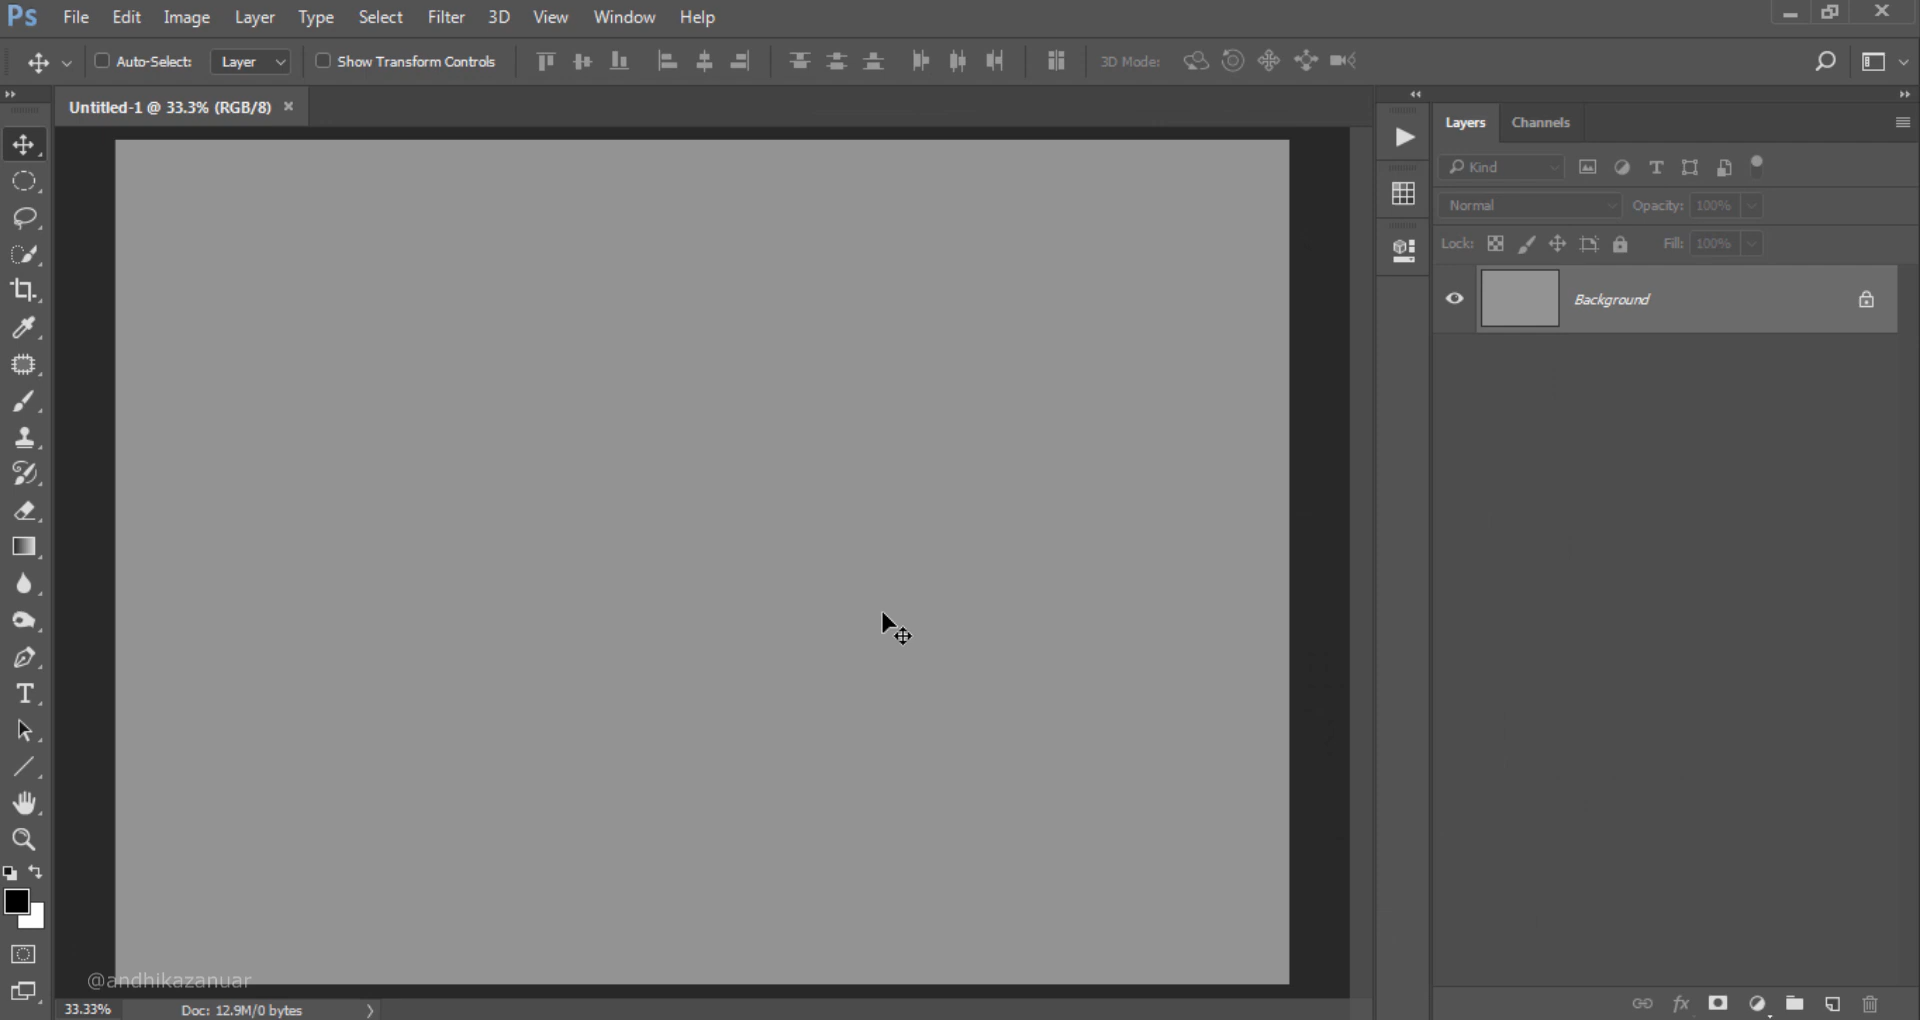 Ps File Edit Image Layer Type Select Filter 3D View Window Help
Auto-Select: Layer Show Transform Controls 3D Mode:
Untitled-1 @ 33.3% (RGB/8) ×
Layers Channels
Kind
Normal Opacity: 100%
Lock: Fill: 100%
Background
@andhikazanuar
33.33% Doc: 12.9M/0 bytes
fx